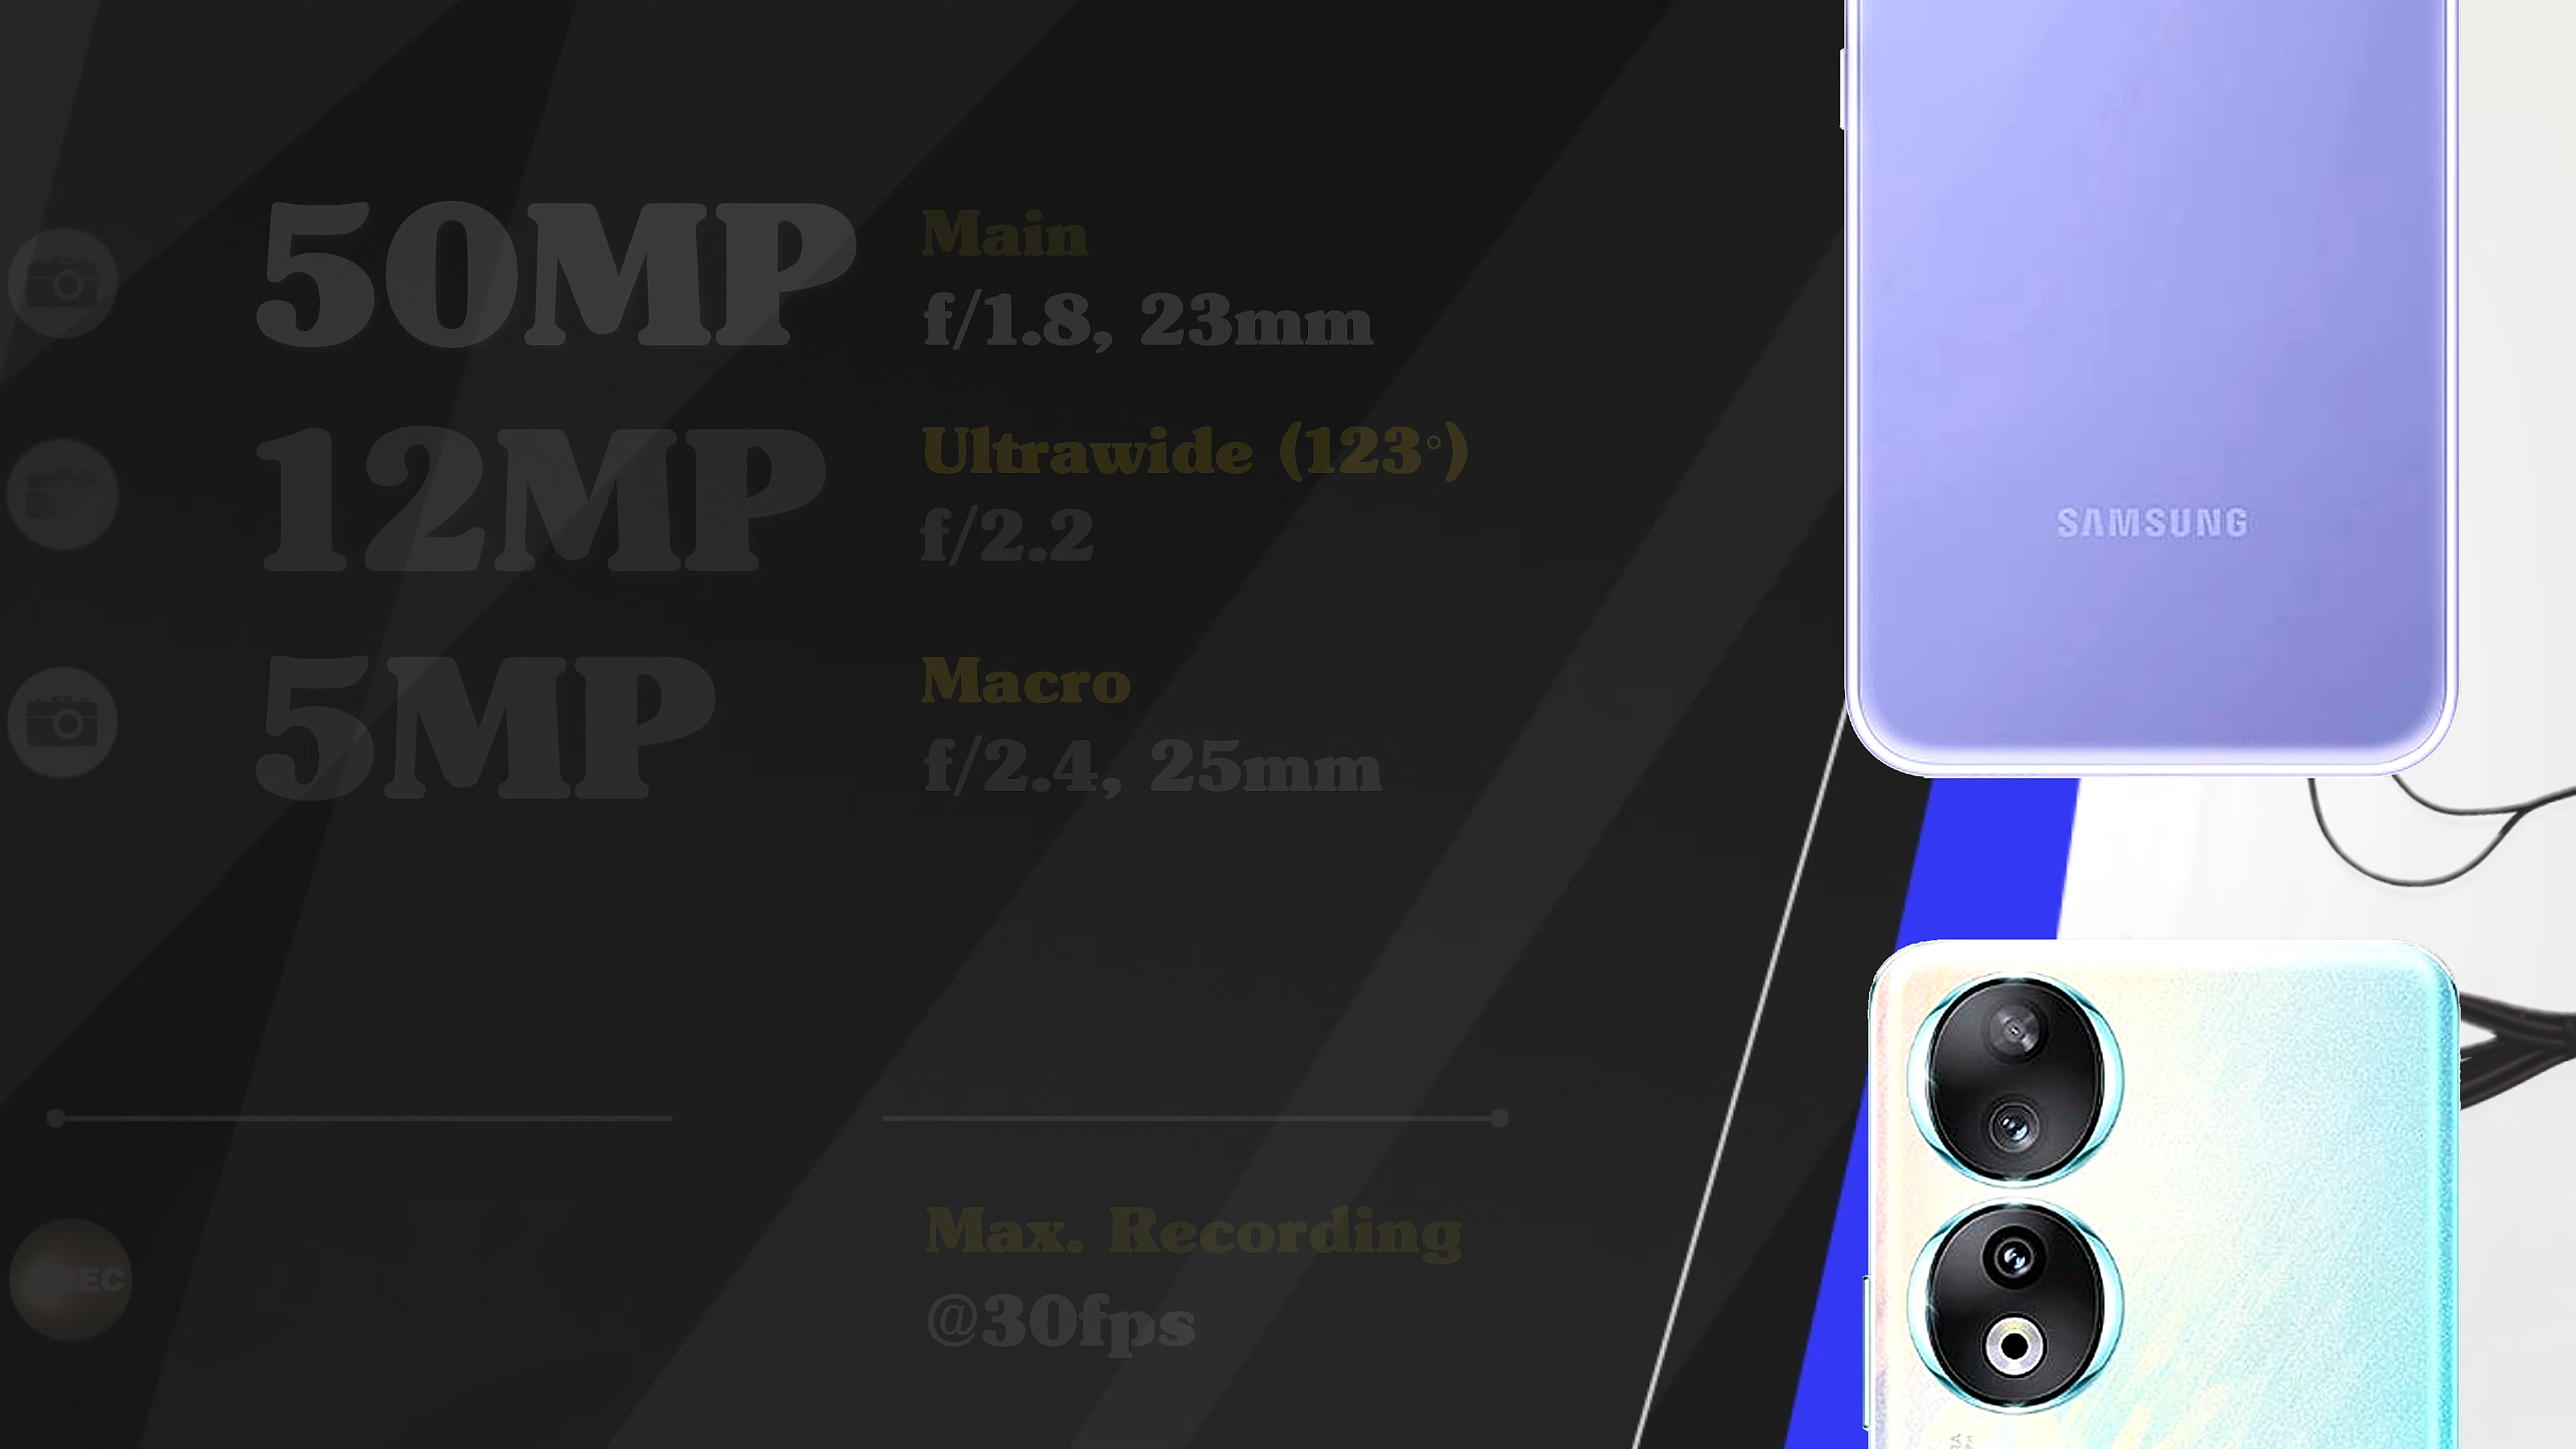 50MP
Main
f/1.8, 23mm
12MP
Ultrawide (123°)
f/2.2
5MP
Macro
f/2.4, 25mm
Max. Recording
@30fps
SAMSUNG